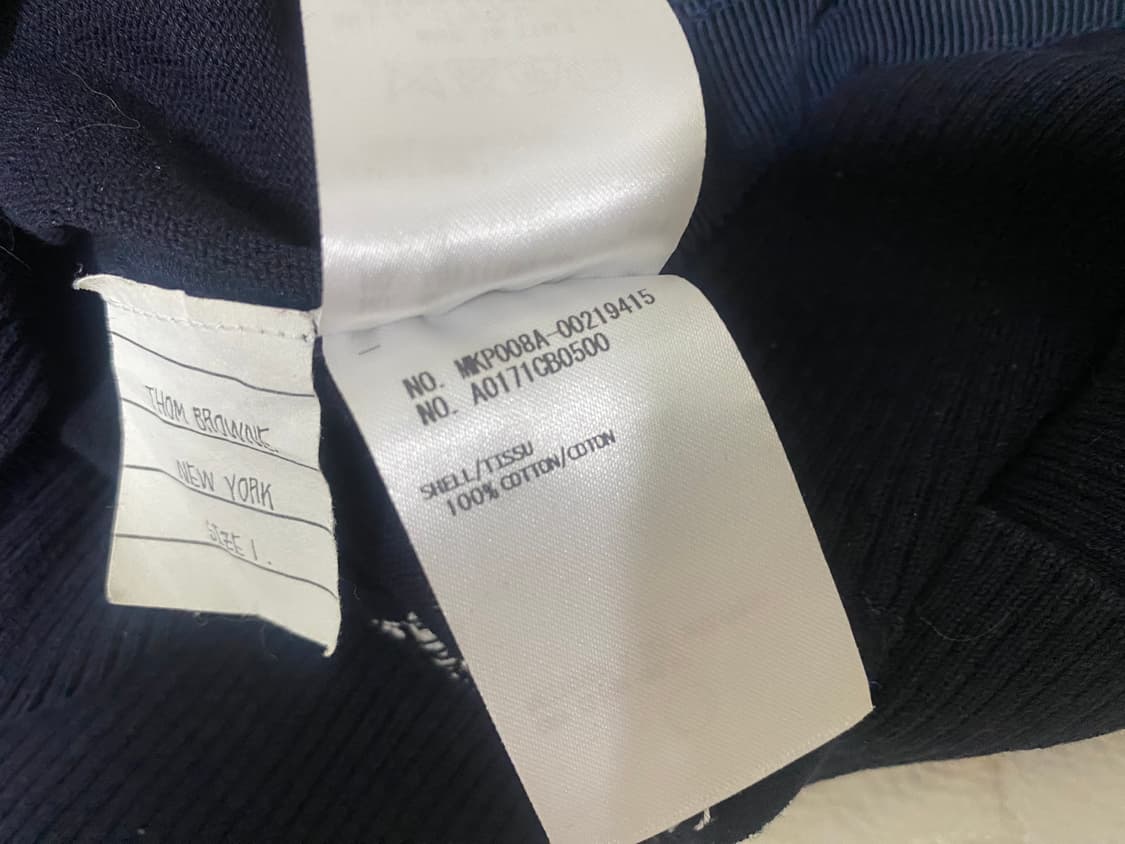 THOM BROWNE.
NEW YORK
SIZE 1.
NO. MKP008A-00219415
NO. A0171CB0500
SHELL/TISSU
100% COTTON/COTON